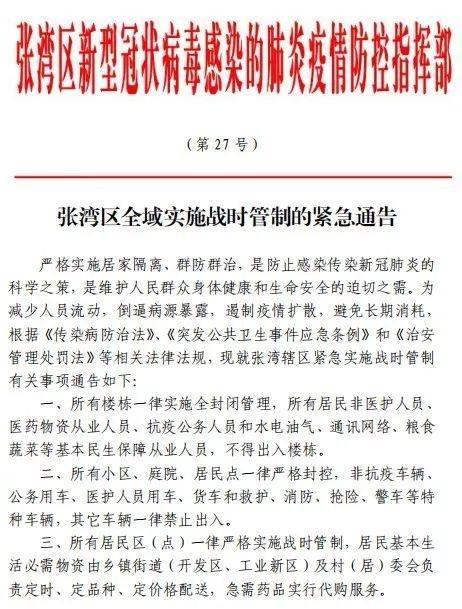 张湾区新型冠状病毒感染的肺炎疫情防控指挥部
（第 27 号）
张湾区全域实施战时管制的紧急通告
严格实施居家隔离、群防群治，是防止感染传染新冠肺炎的
科学之策，是维护人民群众身体健康和生命安全的迫切之需。为
减少人员流动，倒逼病源暴露，遏制疫情扩散，避免长期消耗，
根据《传染病防治法》、《突发公共卫生事件应急条例》和《治安
管理处罚法》等相关法律法规，现就张湾辖区紧急实施战时管制
有关事项通告如下：
一、所有楼栋一律实施全封闭管理，所有居民非医护人员、
医药物资从业人员、抗疫公务人员和水电油气、通讯网络、粮食
蔬菜等基本民生保障从业人员，不得出入楼栋。
二、所有小区、庭院、居民点一律严格封控，非抗疫车辆、
公务用车、医护人员用车、货车和救护、消防、抢险、警车等特
种车辆，其它车辆一律禁止出入。
三、所有居民区（点）一律严格实施战时管制，居民基本生
活必需物资由乡镇街道（开发区、工业新区）及村（居）委会负
责定时、定品种、定价格配送，急需药品实行代购服务。